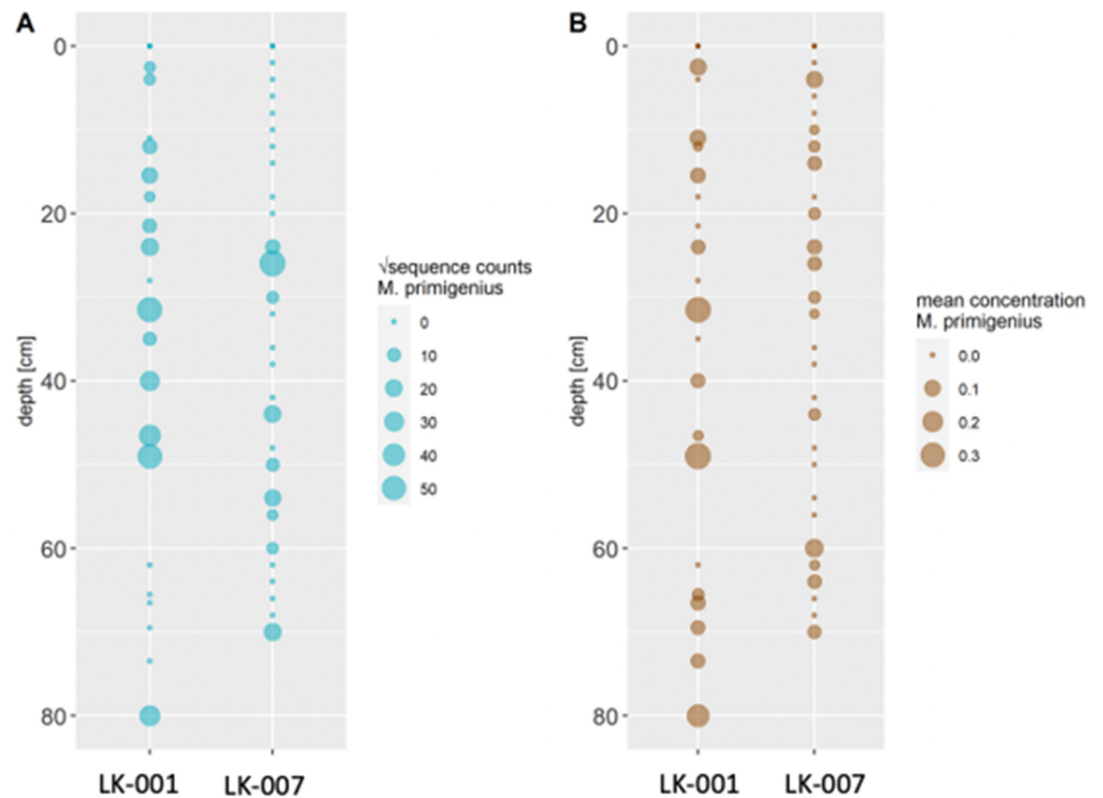 A
B
0
20
40
60
80
depth [cm]
LK-001 LK-007
√sequence counts
M. primigenius
0
10
20
30
40
50
0
20
40
60
80
depth [cm]
LK-001 LK-007
mean concentration
M. primigenius
0.0
0.1
0.2
0.3